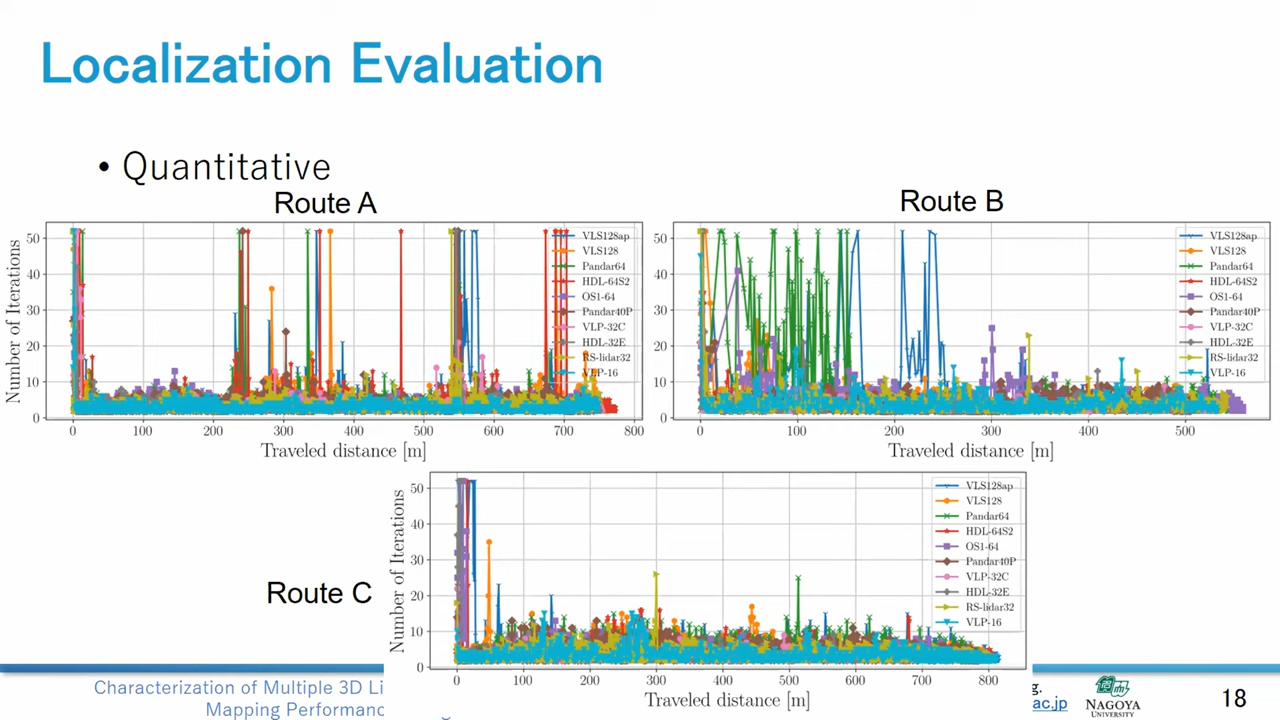 Localization Evaluation
• Quantitative
Route A
Number of Iterations
50
40
30
20
10
0
VLS128ap
VLS128
Pandar64
HDL-64S2
OS1-64
Pandar40P
VLP-32C
HDL-32E
RS-lidar32
VLP-16
0 100 200 300 400 500 600 700 800
Traveled distance [m]
Route B
50
40
30
20
10
0
VLS128ap
VLS128
Pandar64
HDL-64S2
OS1-64
Pandar40P
VLP-32C
HDL-32E
RS-lidar32
VLP-16
0 100 200 300 400 500
Traveled distance [m]
Route C
Number of Iterations
50
40
30
20
10
0
VLS128ap
VLS128
Pandar64
HDL-64S2
OS1-64
Pandar40P
VLP-32C
HDL-32E
RS-lidar32
VLP-16
0 100 200 300 400 500 600 700 800
Traveled distance [m]
Characterization of Multiple 3D Li
Mapping Performanc
g.
ac.jp
NAGOYA
UNIVERSITY
18